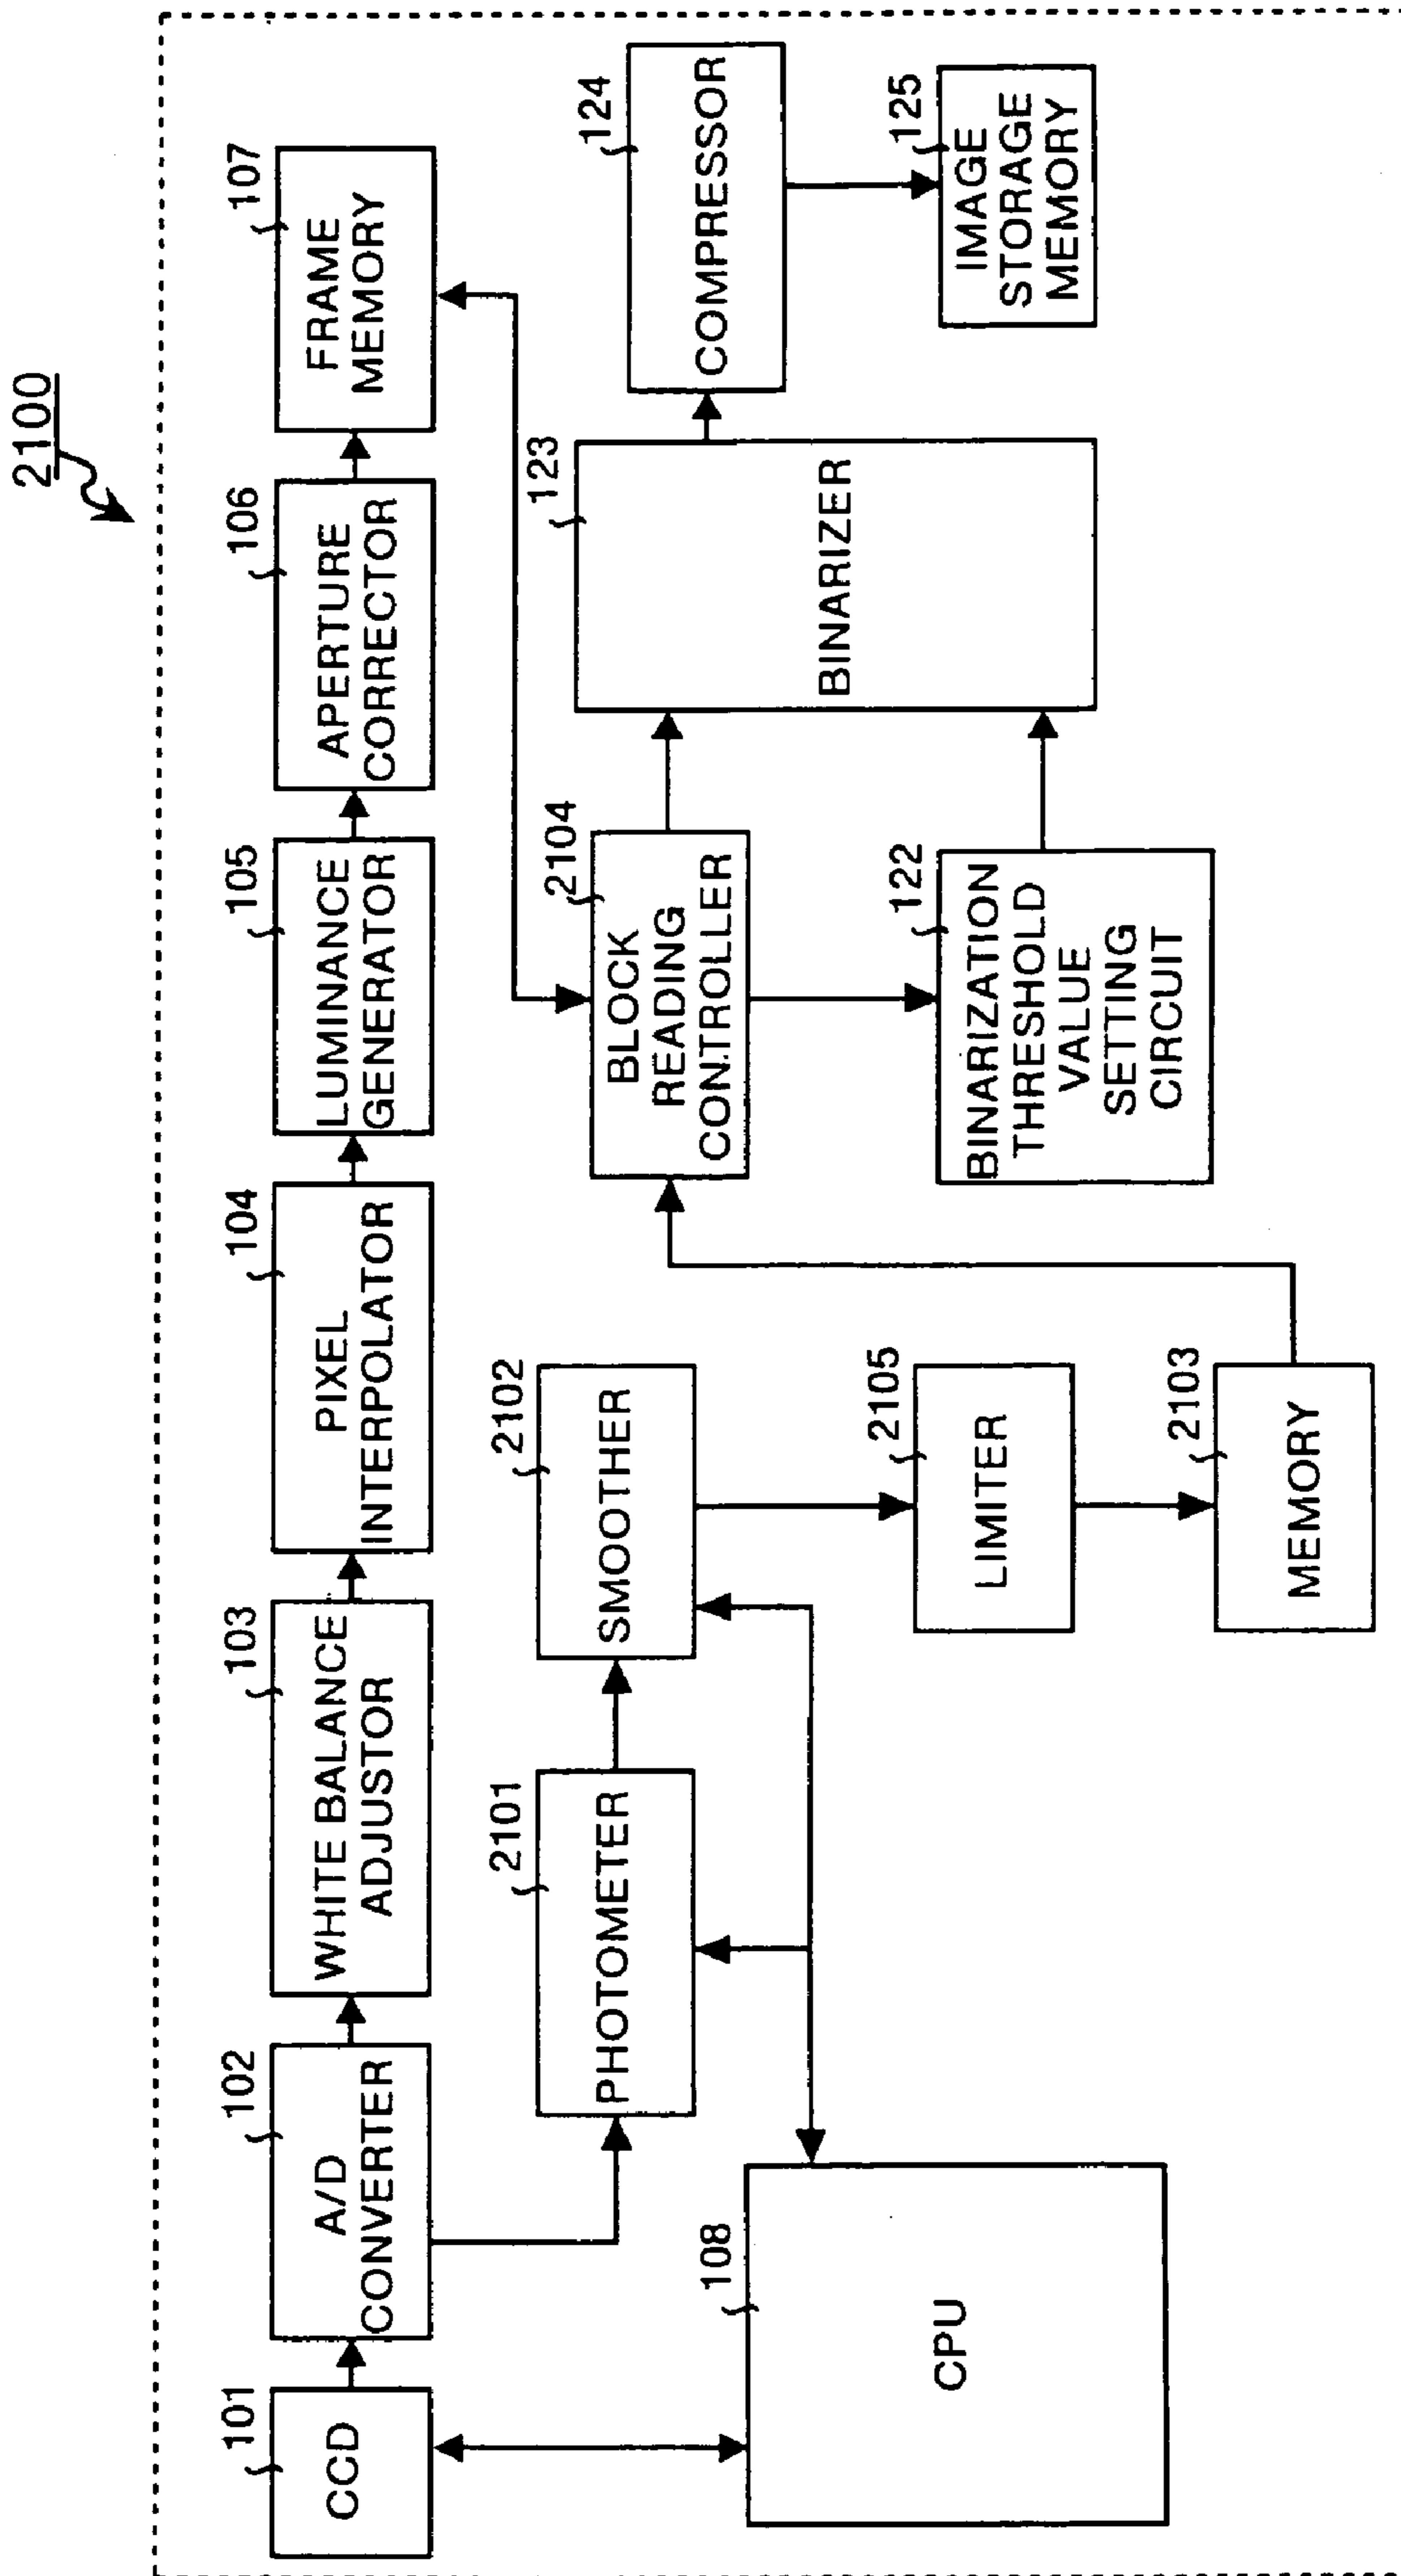 2100
101
CCD
102
A/D
CONVERTER
103
WHITE BALANCE
ADJUSTOR
104
PIXEL
INTERPOLATOR
105
LUMINANCE
GENERATOR
106
APERTURE
CORRECTOR
107
FRAME
MEMORY
108
CPU
2101
PHOTOMETER
2102
SMOOTHER
2105
LIMITER
2103
MEMORY
2104
BLOCK
READING
CONTROLLER
122
BINARIZATION
THRESHOLD
VALUE
SETTING
CIRCUIT
123
BINARIZER
124
COMPRESSOR
125
IMAGE
STORAGE
MEMORY